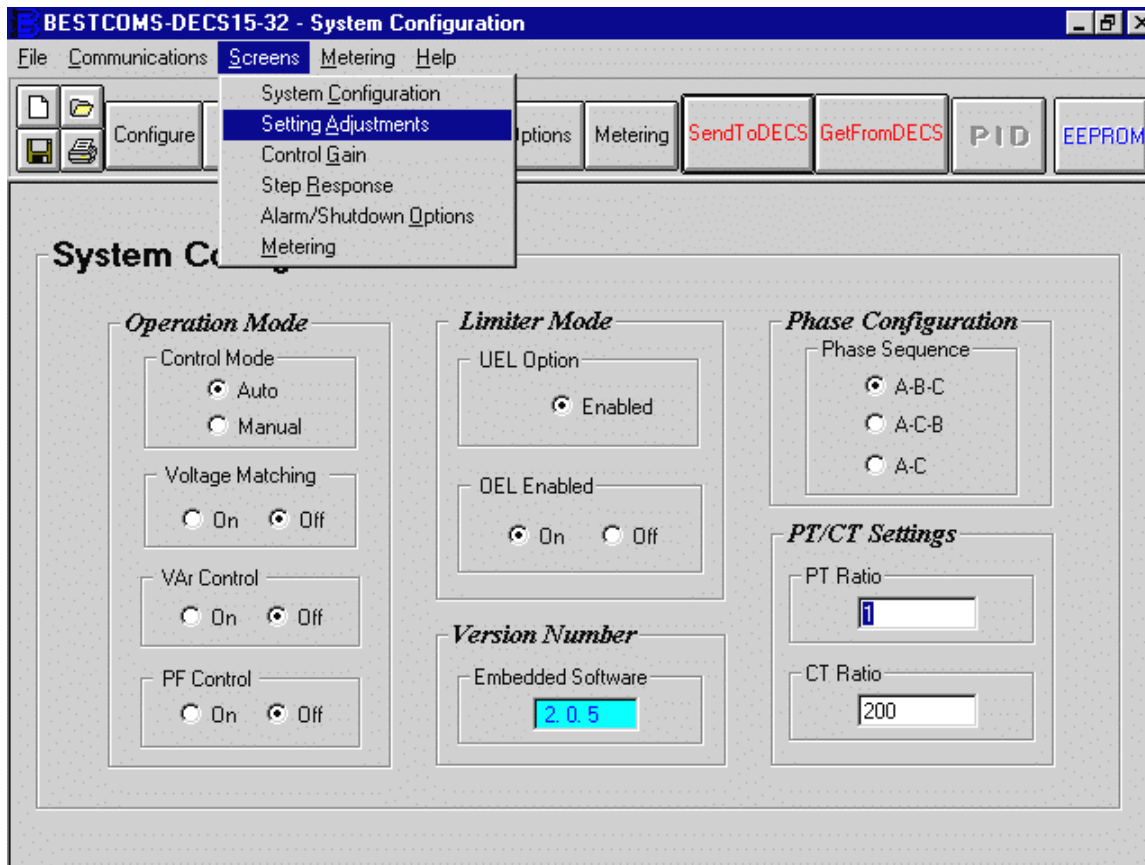 BESTCOMS-DECS15-32 - System Configuration
File Communications Screens Metering Help
System Configuration
Setting Adjustments
Control Gain
Step Response
Alarm/Shutdown Options
Metering
Configure
Metering
SendToDECS
GetFromDECS
PID
EEPROM
System
Operation Mode
Control Mode
Auto
Manual
Voltage Matching
On Off
VAr Control
On Off
PF Control
On Off
Limiter Mode
UEL Option
Enabled
OEL Enabled
On Off
Version Number
Embedded Software
2. 0. 5
Phase Configuration
Phase Sequence
A-B-C
A-C-B
A-C
PT/CT Settings
PT Ratio
1
CT Ratio
200